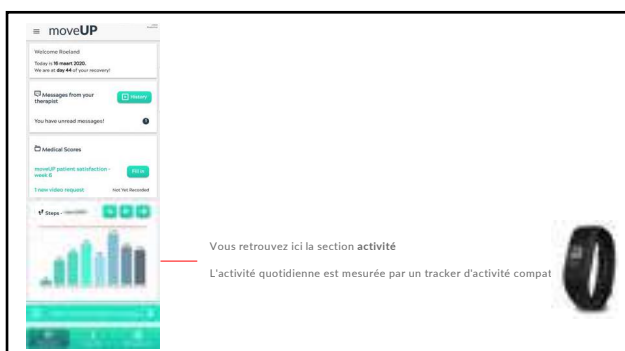 moveUP
Welcome Roeland
Today is 16 maart 2020.
We are at day 44 of your recovery!
Messages from your
therapist
History
You have unread messages!
Medical Scores
moveUP patient satisfaction -
week 6
Fill in
1 new video request
Not Yet Recorded
Steps -
Vous retrouvez ici la section activité
L'activité quotidienne est mesurée par un tracker d'activité compat